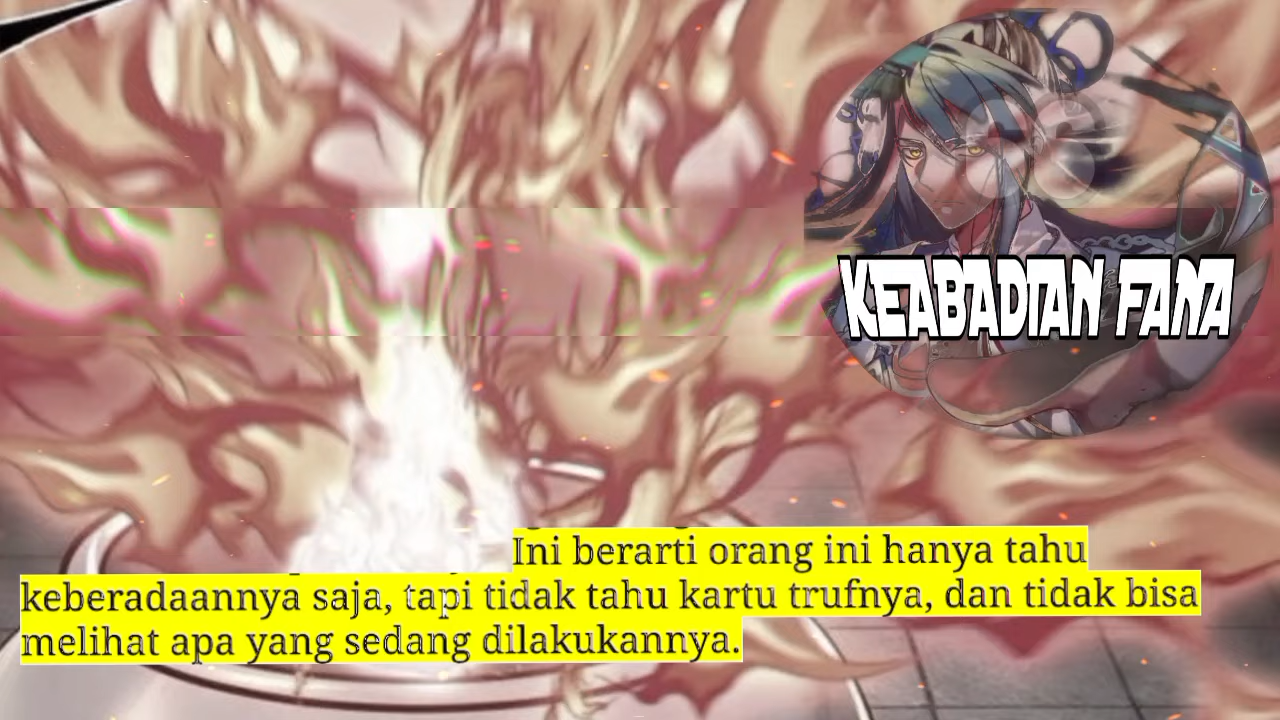 KEABADIAN FANA
Ini berarti orang ini hanya tahu
keberadaannya saja, tapi tidak tahu kartu trufnya, dan tidak bisa
melihat apa yang sedang dilakukannya.